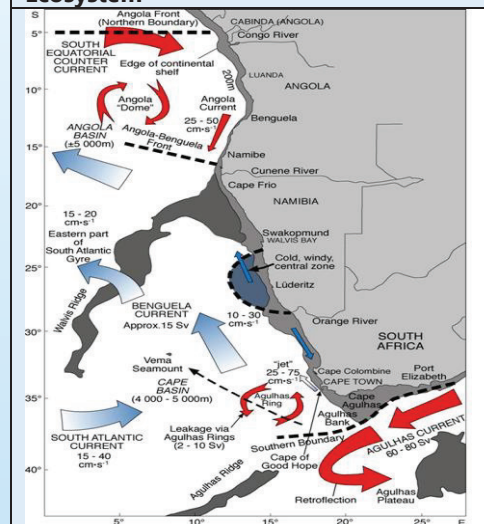 Ecosystem
S
5°
10°
15°
20°
25°
30°
35°
40°
S
5°
10°
15°
20°
25°
E
Angola Front
(Northern Boundary)
CABINDA (ANGOLA)
Congo River
SOUTH
EQUATORIAL
COUNTER
CURRENT
Edge of continental
shelf
200m
LUANDA
ANGOLA
Angola
"Dome"
Angola
Current
25 - 50
cm·s⁻¹
Benguela
ANGOLA
BASIN
(±5 000m)
Angola-Benguela
Front
Namibe
Cunene River
Cape Frio
NAMIBIA
15 - 20
cm·s⁻¹
Eastern part
of
South Atlantic
Gyre
Swakopmund
WALVIS BAY
Cold, windy,
central zone
Lüderitz
Walvis Ridge
BENGUELA
CURRENT
Approx.15 Sv
10 - 30
cm·s⁻¹
Orange River
SOUTH
AFRICA
Vema
Seamount
"jet"
25 - 75
cm·s⁻¹
Cape Colombine
CAPE TOWN
Port
Elizabeth
CAPE
BASIN
(4 000 - 5 000m)
Agulhas
Ring
Cape
Agulhas
Agulhas
Bank
Leakage via
Agulhas Rings
(2 - 10 Sv)
Southern Boundary
AGULHAS CURRENT
60 - 80 Sv
SOUTH ATLANTIC
CURRENT
15 - 40
cm·s⁻¹
Cape of
Good Hope
Agulhas Ridge
Retroflection
Agulhas
Plateau